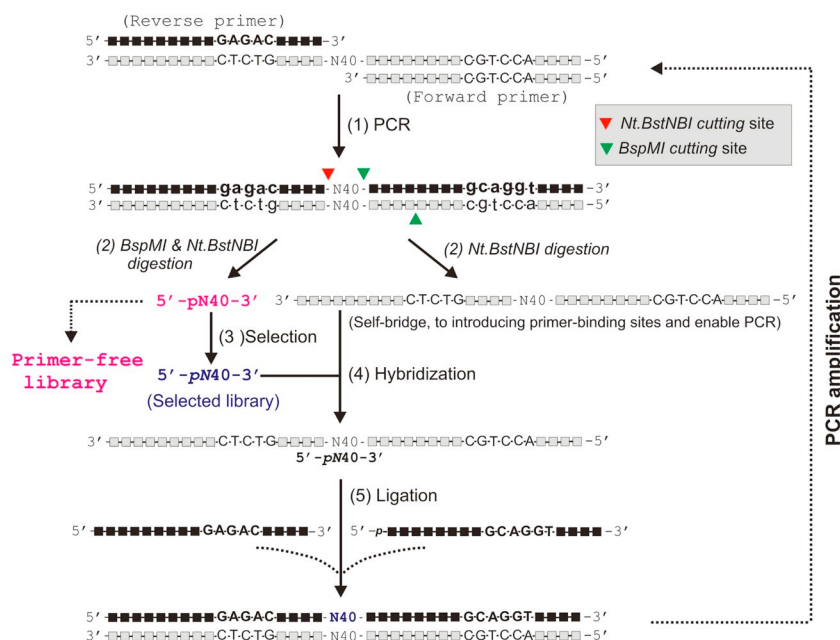 (Reverse primer)
5' GAGAC 3'
3' C-T-C-T-G N40 C-G-T-C-C-A -5'
3' C-G-T-C-C-A -5'
(Forward primer)
(1) PCR
Nt.BstNBI cutting site
BspMI cutting site
5' gagac -N40- gcaggt -3'
3' c-t-c-t-g -N40- c-g-t-c-c-a -5'
(2) BspMI & Nt.BstNBI
digestion
(2) Nt.BstNBI digestion
5'-pN40-3'
3' C-T-C-T-G -N40- C-G-T-C-C-A -5'
(Self-bridge, to introducing primer-binding sites and enable PCR)
(3 )Selection
Primer-free
library
5'-pN40-3'
(Selected library)
(4) Hybridization
3' C-T-C-T-G -N40- C-G-T-C-C-A -5'
5'-pN40-3'
(5) Ligation
5' GAGAC -3' 5'-p- GCAGGT -3'
5' GAGAC N40 GCAGGT -3'
3' C-T-C-T-G -N40- C-G-T-C-C-A -5'
PCR amplification